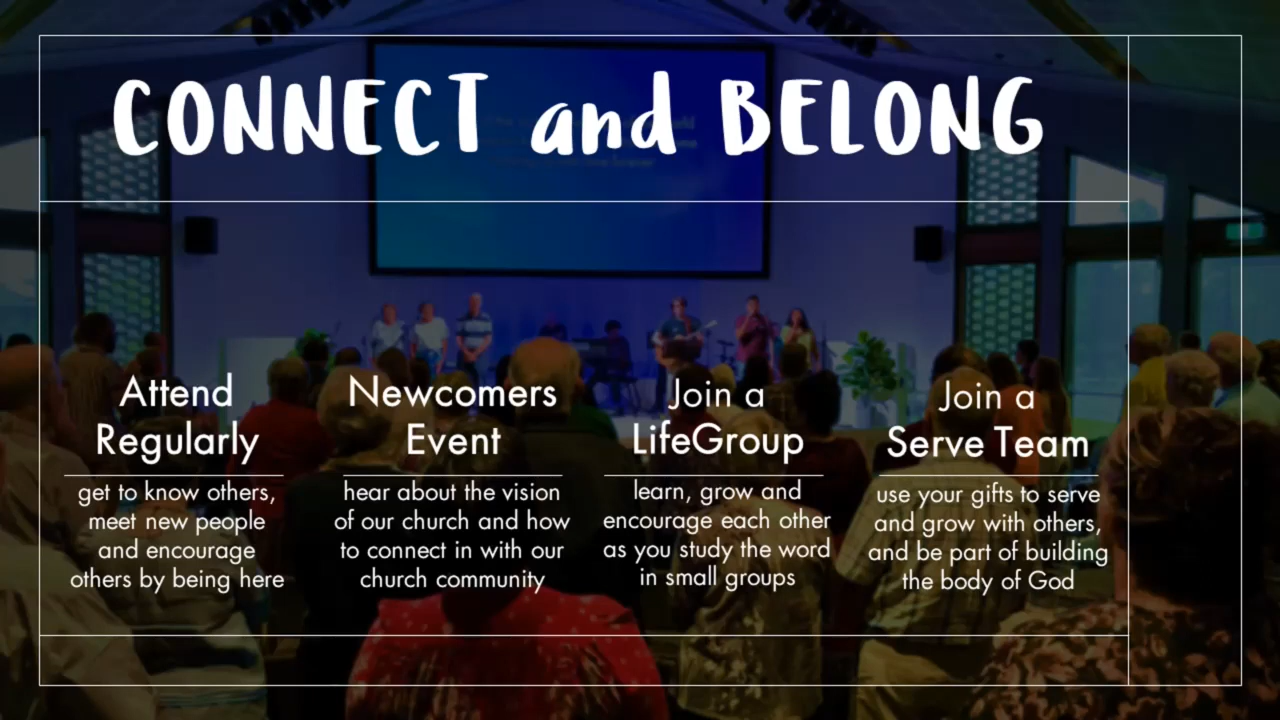 CONNECT and BELONG
Attend
Regularly
get to know others,
meet new people
and encourage
others by being here
Newcomers
Event
hear about the vision
of our church and how
to connect in with our
church community
Join a
LifeGroup
learn, grow and
encourage each other
as you study the word
in small groups
Join a
Serve Team
use your gifts to serve
and grow with others,
and be part of building
the body of God